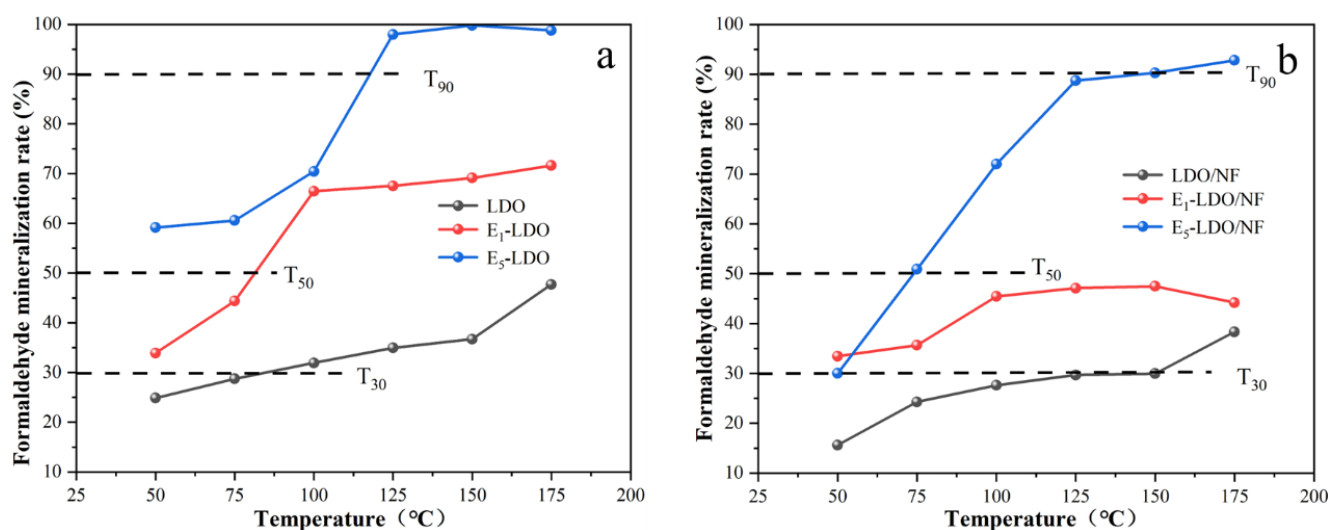 100
90
80
70
60
50
40
30
20
10
25
50
75
100
125
150
175
200
Formaldehyde mineralization rate (%)
Temperature（°C）
a
T₉₀
T₅₀
T₃₀
LDO
E₁-LDO
E₅-LDO
100
90
80
70
60
50
40
30
20
10
25
50
75
100
125
150
175
200
Formaldehyde mineralization rate (%)
Temperature（°C）
b
T₉₀
T₅₀
T₃₀
LDO/NF
E₁-LDO/NF
E₅-LDO/NF